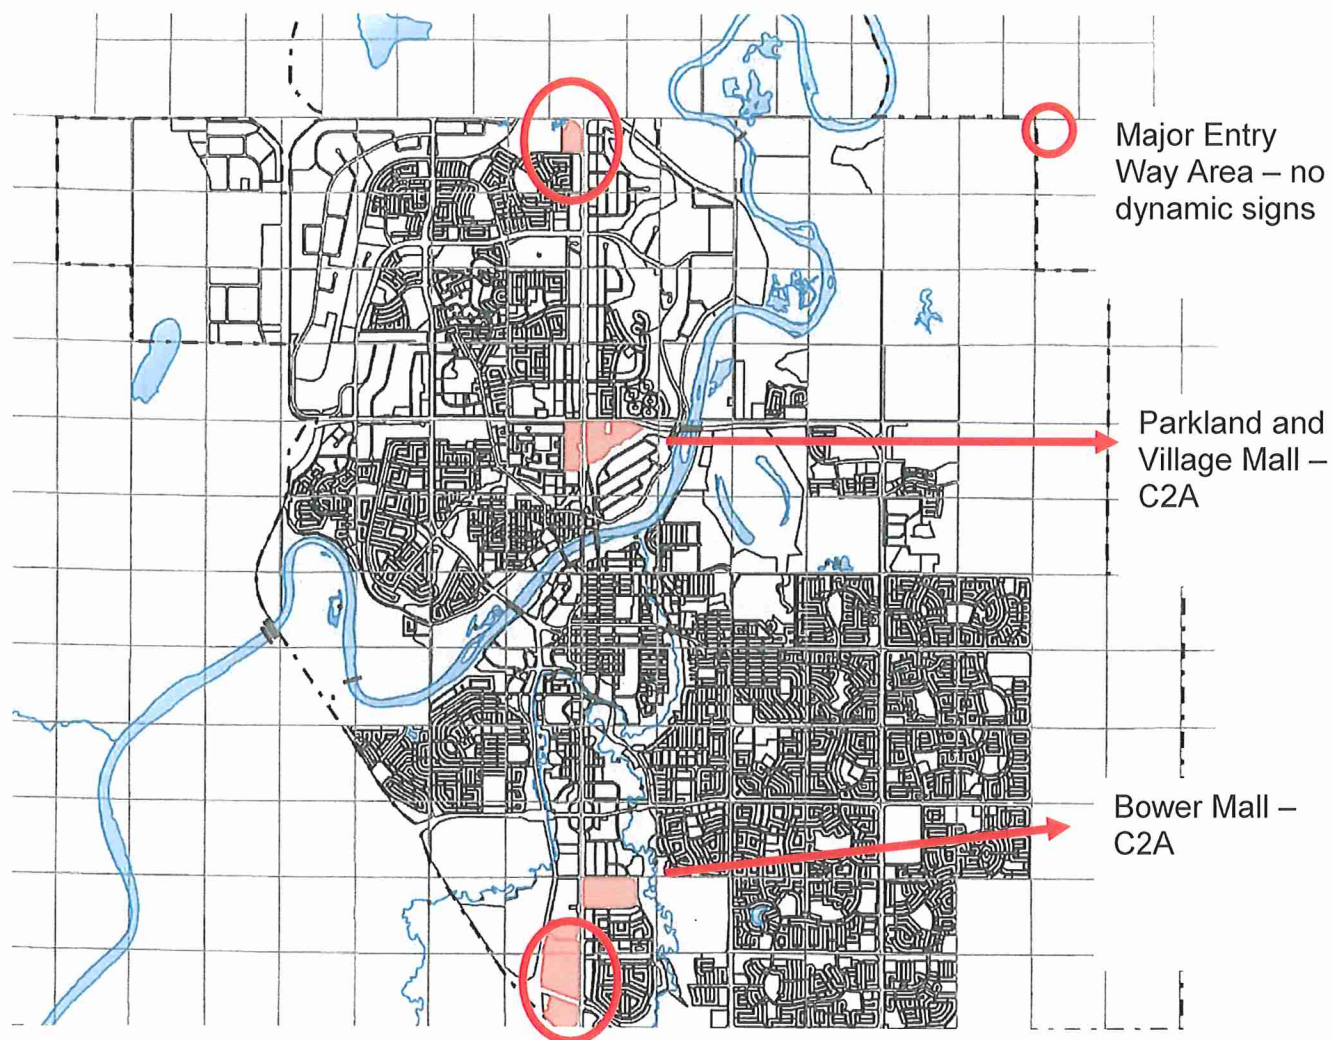 Major Entry
Way Area – no
dynamic signs
Parkland and
Village Mall –
C2A
Bower Mall –
C2A